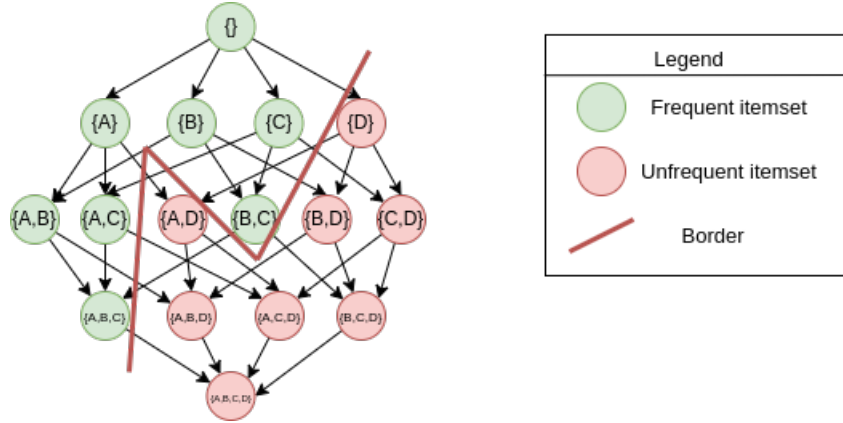 {}
{A} {B} {C} {D}
{A,B} {A,C} {A,D} {B,C} {B,D} {C,D}
{A,B,C} {A,B,D} {A,C,D} {B,C,D}
{A,B,C,D}
Legend
Frequent itemset
Unfrequent itemset
Border